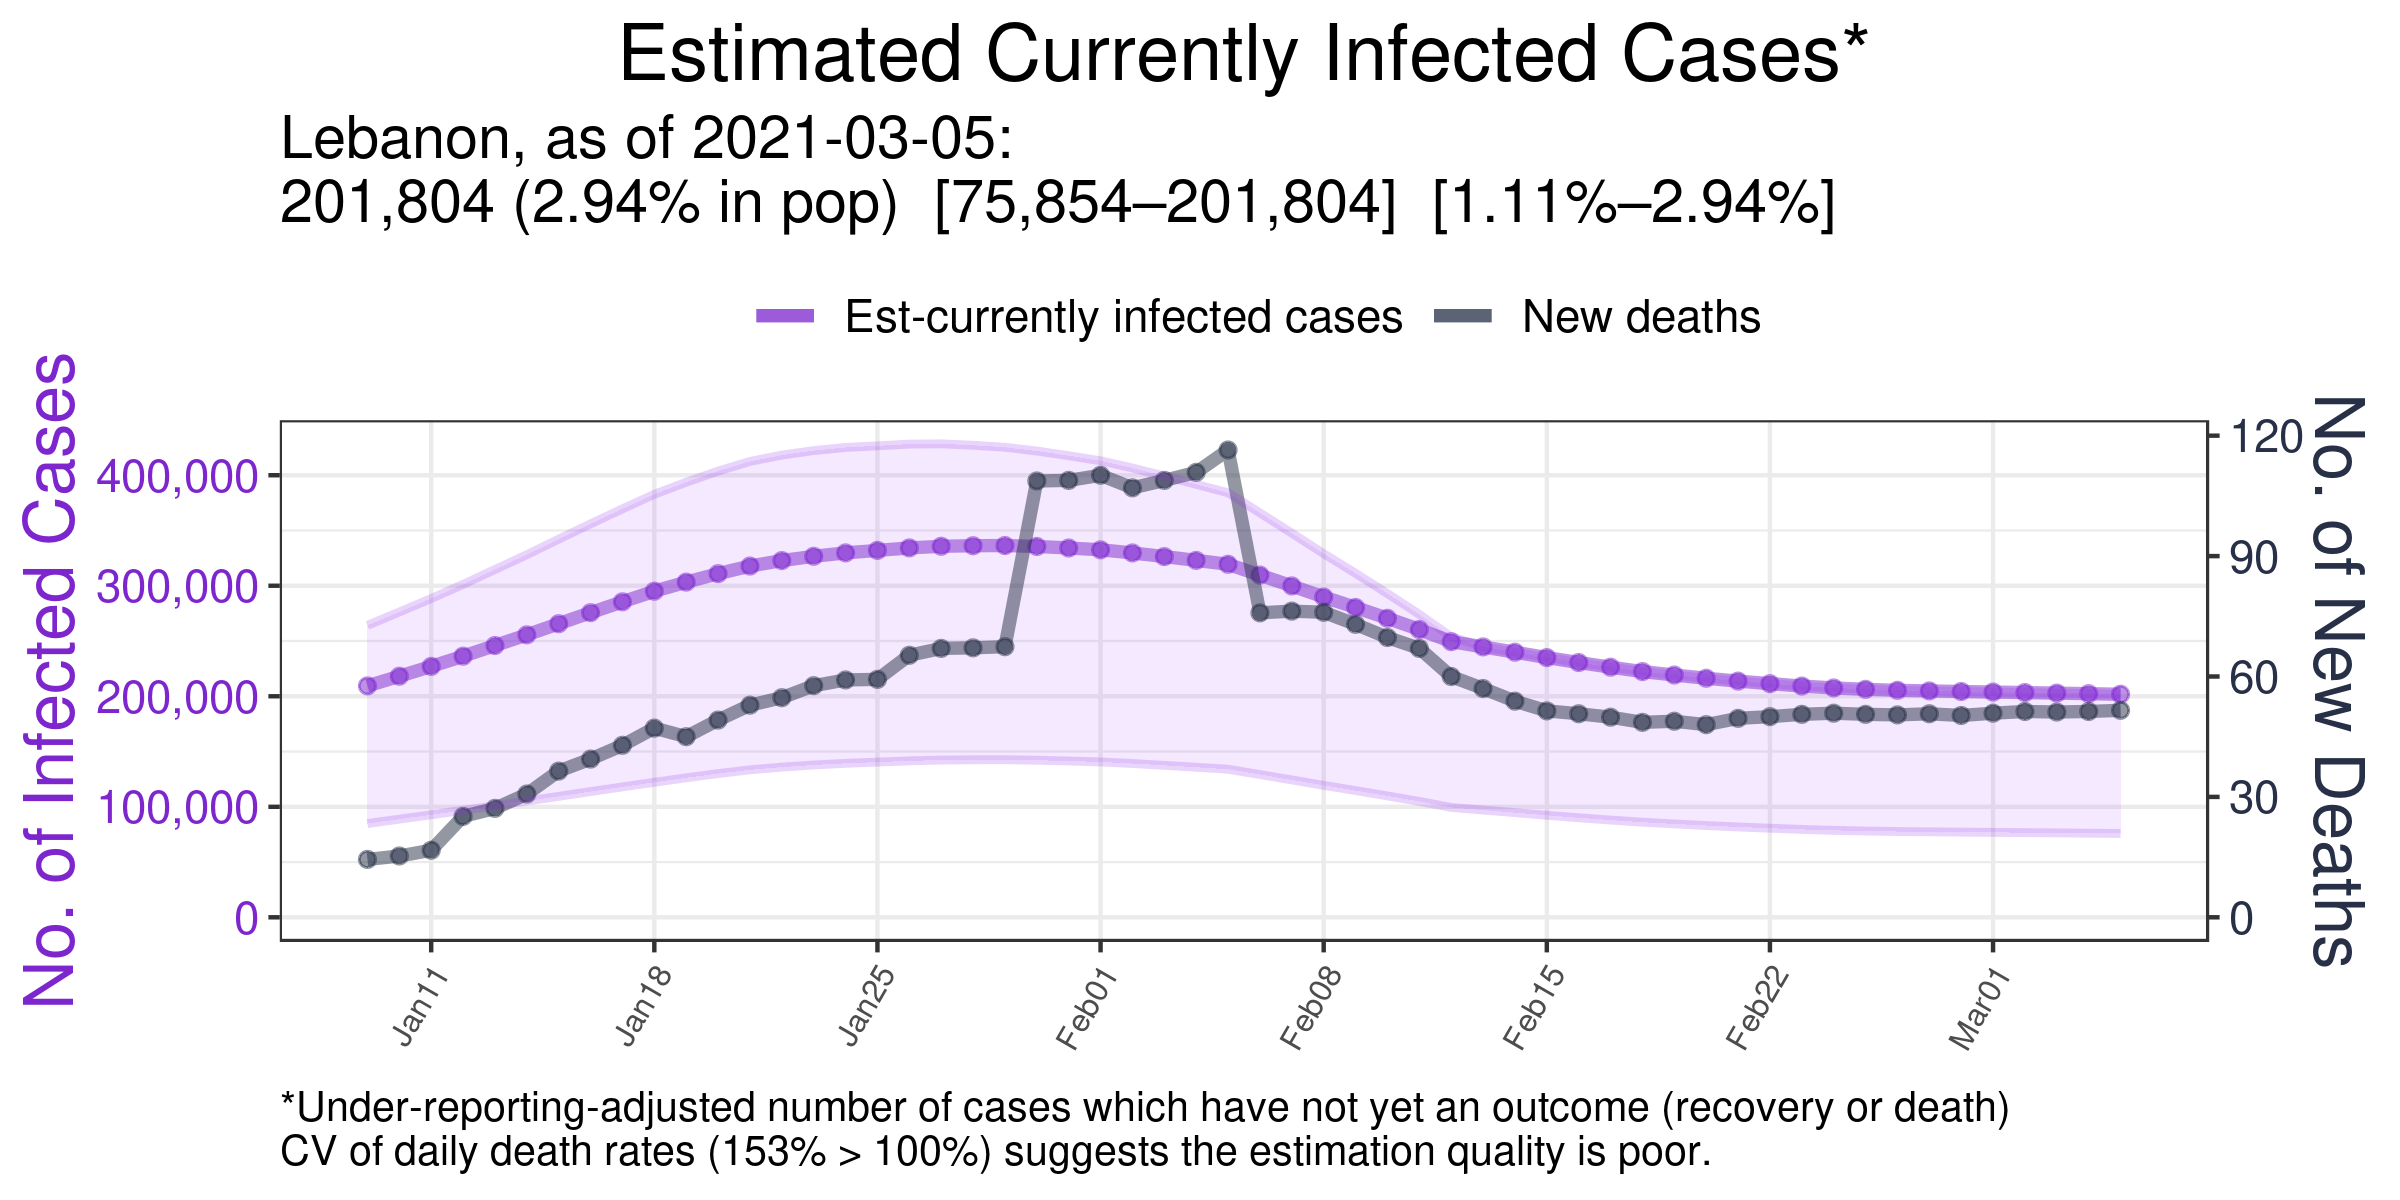 Estimated Currently Infected Cases*
Lebanon, as of 2021-03-05:
201,804 (2.94% in pop)  [75,854–201,804]  [1.11%–2.94%]
Est-currently infected cases
New deaths
No. of Infected Cases
400,000
300,000
200,000
100,000
0
120
90
60
30
0
No. of New Deaths
Jan11
Jan18
Jan25
Feb01
Feb08
Feb15
Feb22
Mar01
*Under-reporting-adjusted number of cases which have not yet an outcome (recovery or death)
CV of daily death rates (153% > 100%) suggests the estimation quality is poor.